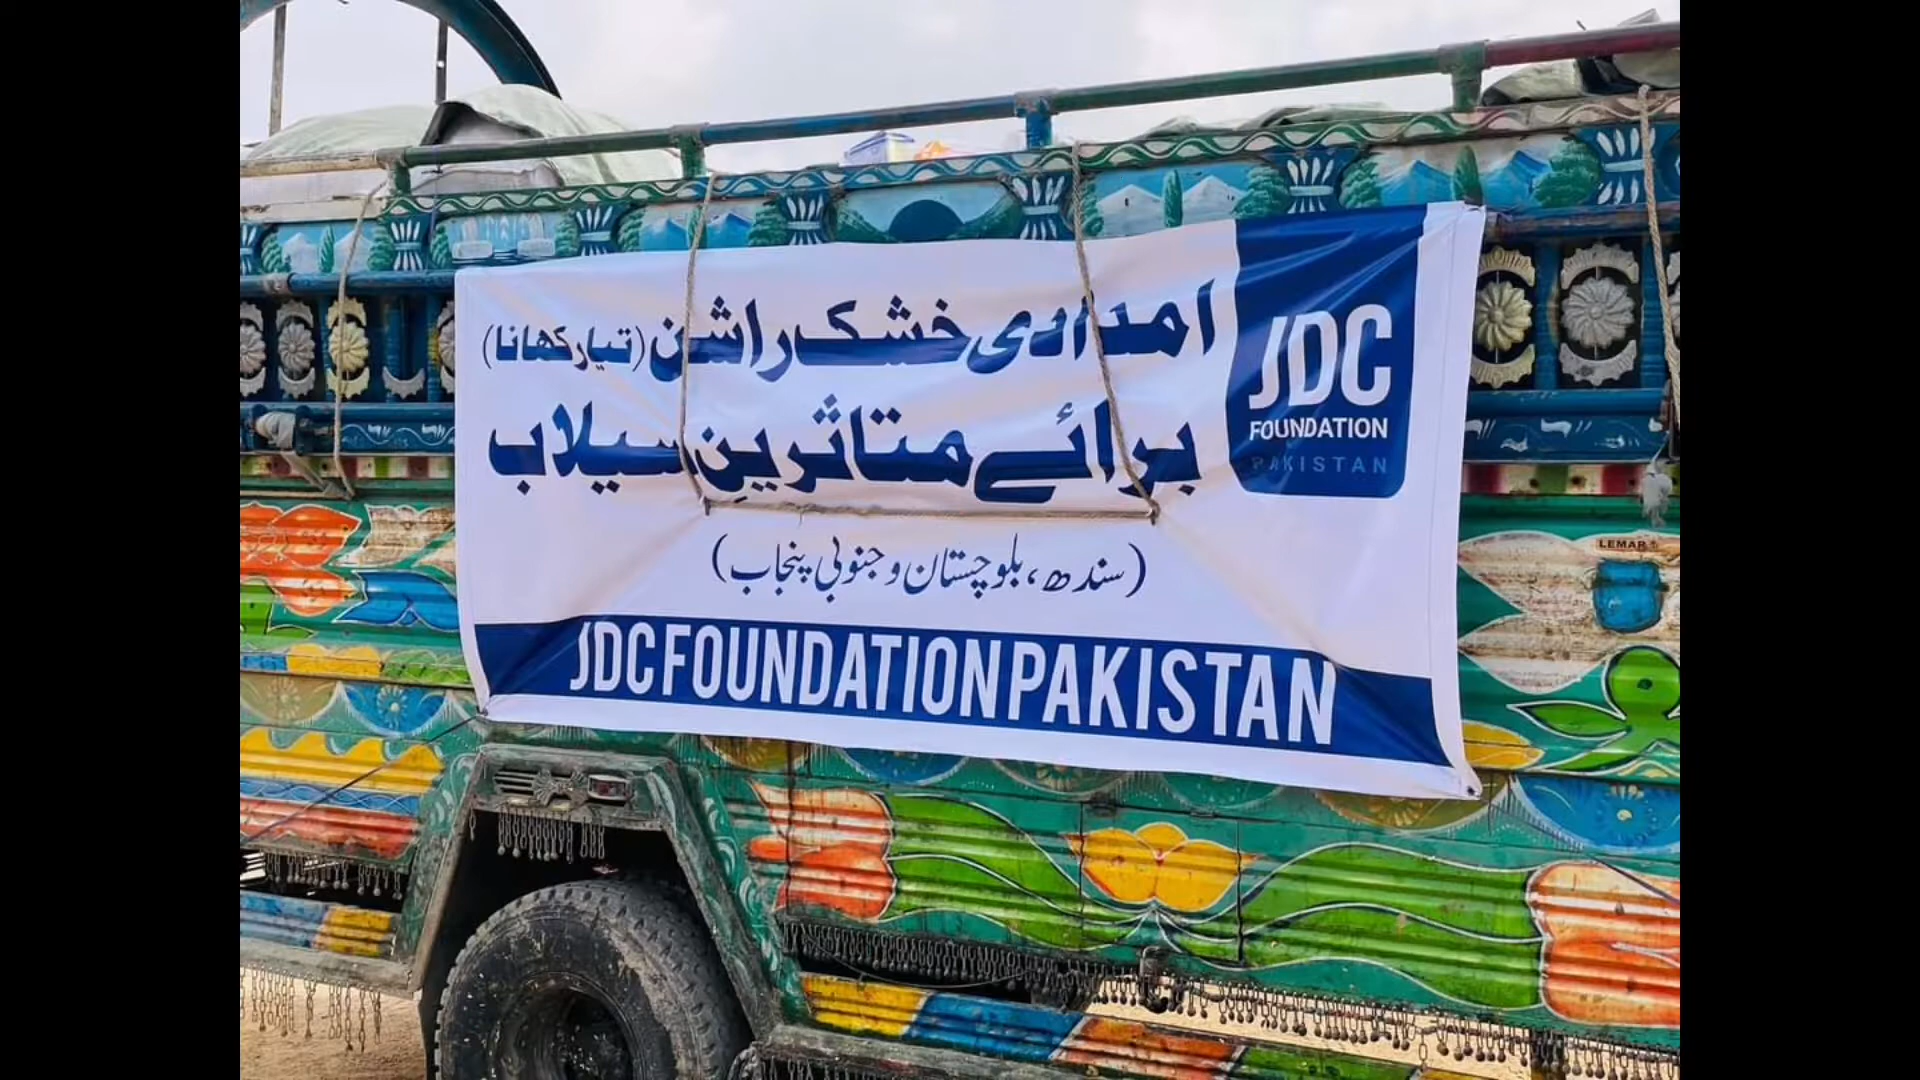 امدادی خشک راشن (تیار کھانا)
برائے متاثرینِ سیلاب
(سندھ، بلوچستان و جنوبی پنجاب)
JDC
FOUNDATION
PAKISTAN
JDC FOUNDATION PAKISTAN
LEMAR